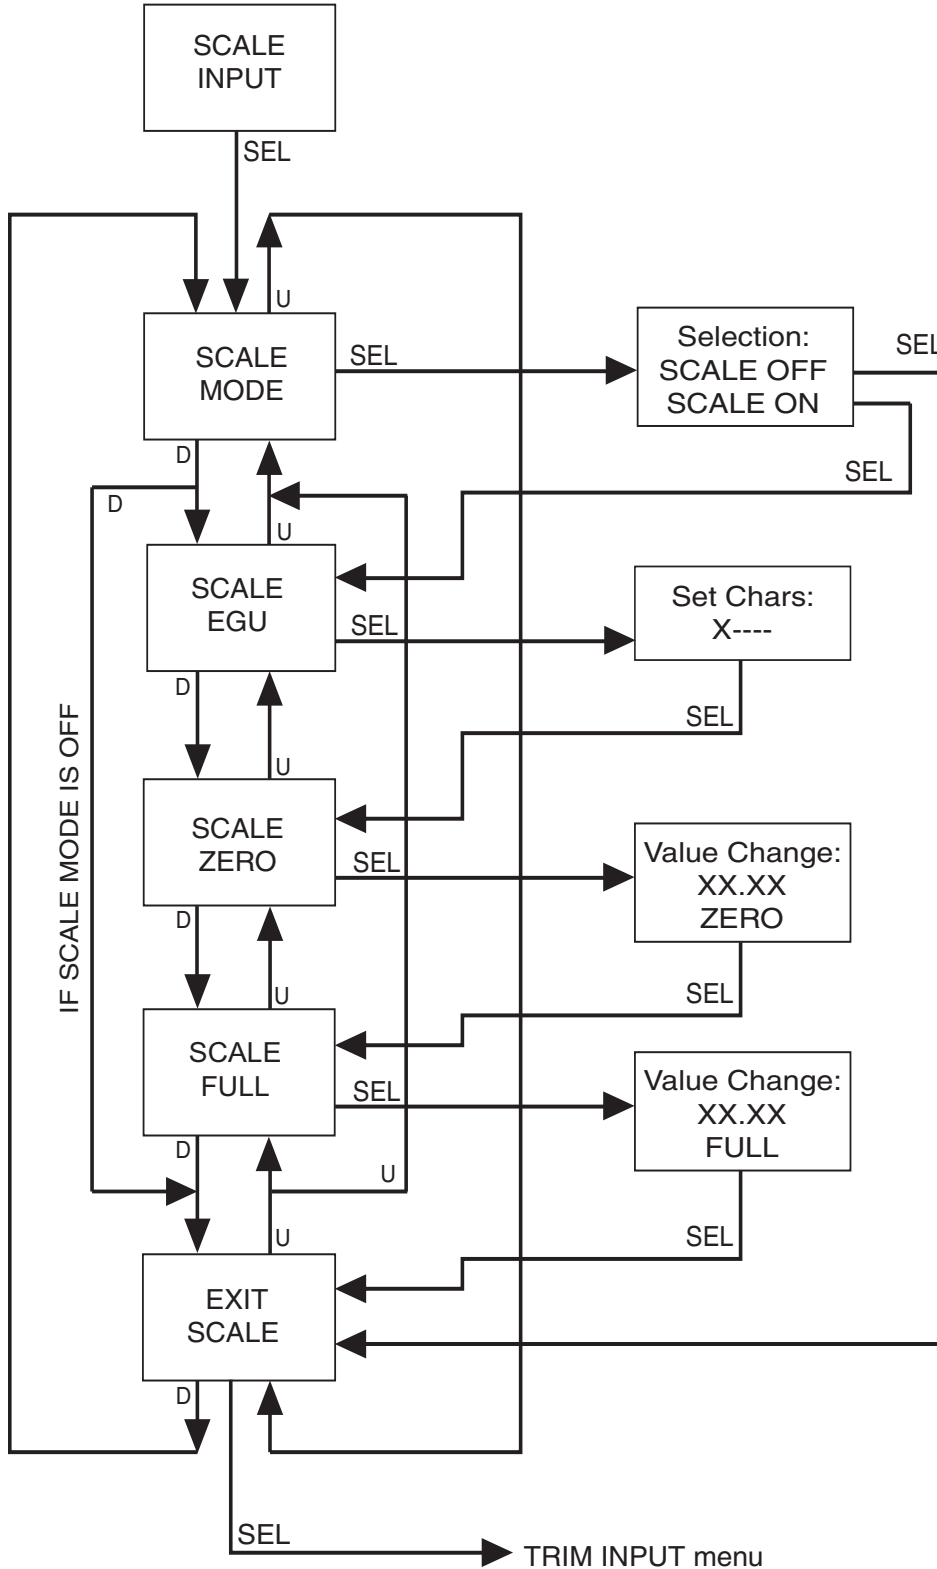 SCALE
INPUT
SEL
U
SCALE
MODE
SEL
Selection:
SCALE OFF
SCALE ON
SEL
D
D
SEL
U
SCALE
EGU
SEL
Set Chars:
X----
D
SEL
U
IF SCALE MODE IS OFF
SCALE
ZERO
SEL
Value Change:
XX.XX
ZERO
D
SEL
U
SCALE
FULL
SEL
Value Change:
XX.XX
FULL
D
U
SEL
U
EXIT
SCALE
D
SEL
TRIM INPUT menu